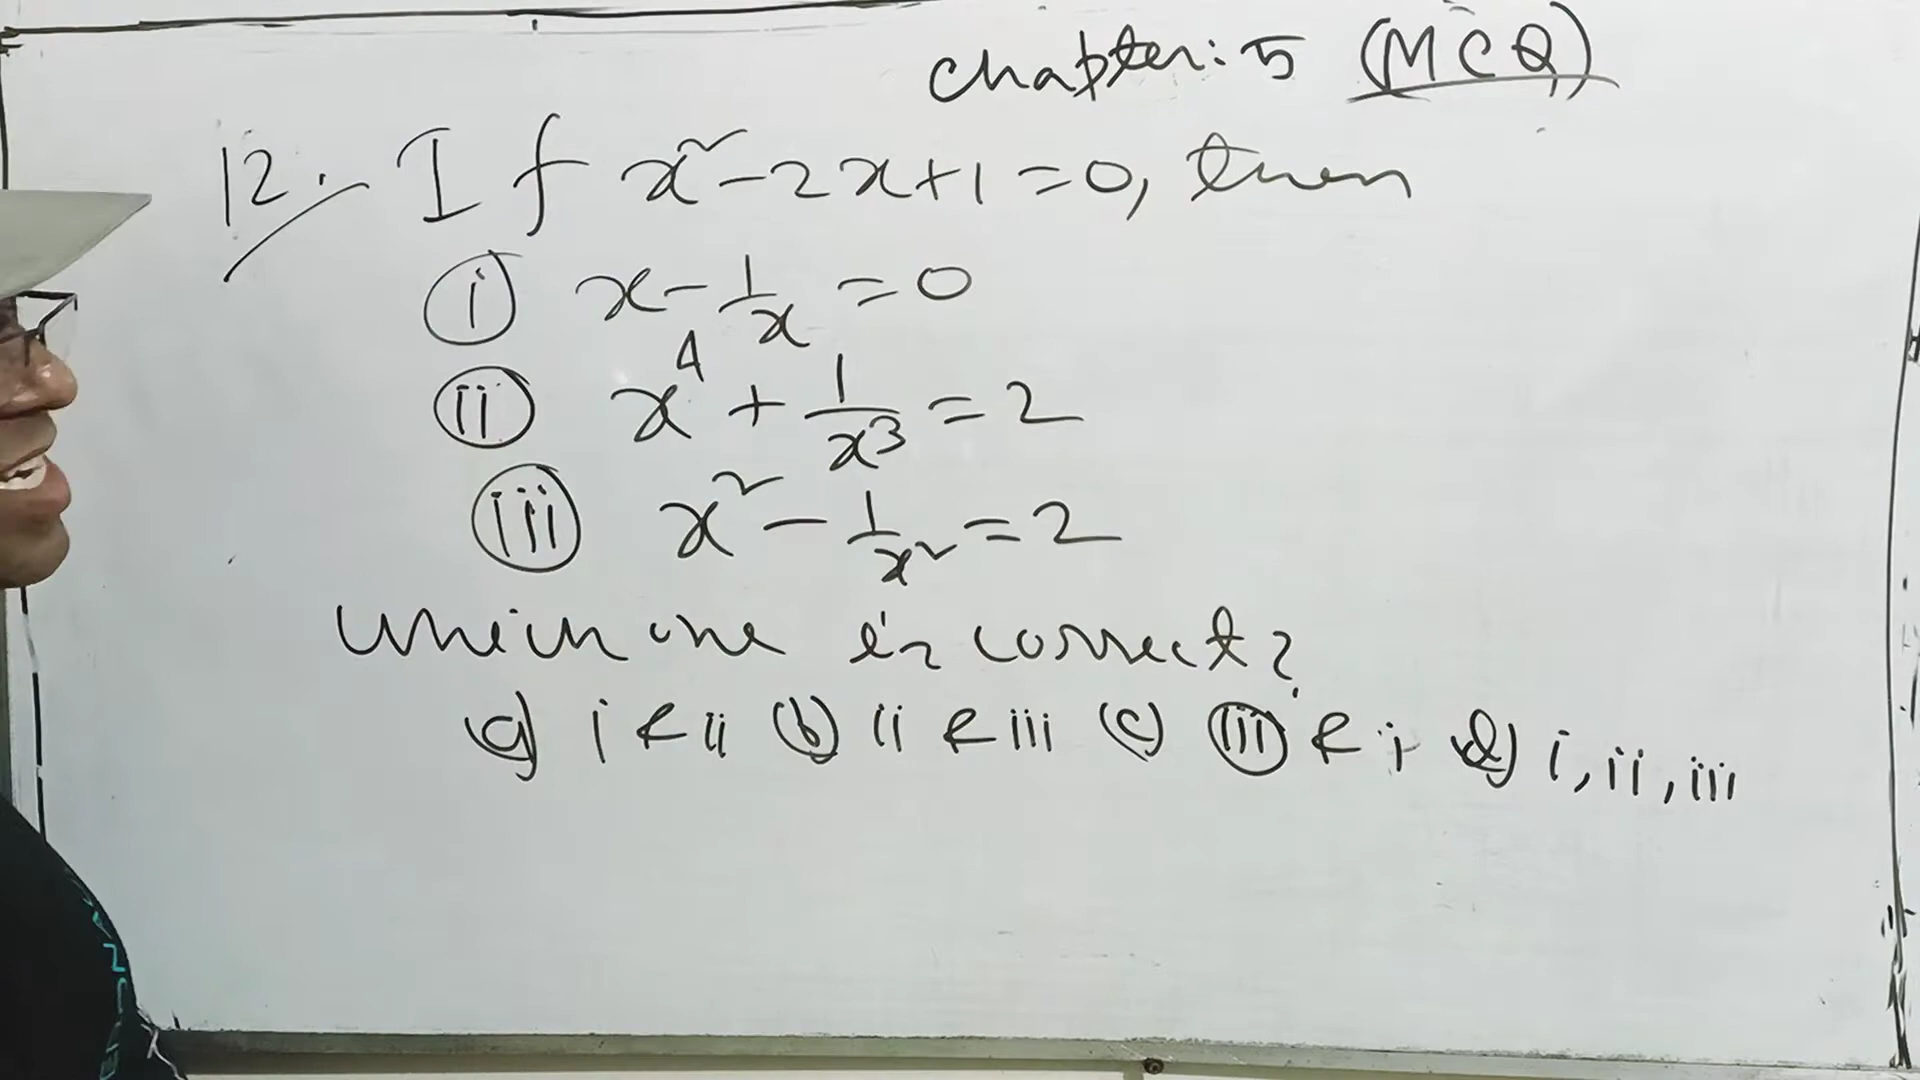 Chapter: 5 (MCQ)
12. If x² - 2x + 1 = 0, then
(i) x - 1/x = 0
(ii) x⁴ + 1/x³ = 2
(iii) x² - 1/x² = 2
which one is correct?
(a) i & ii (b) ii & iii (c) (iii) & i (d) i, ii, iii